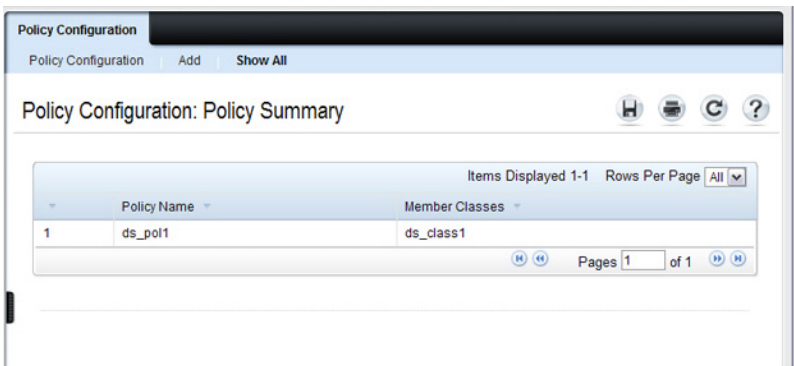 Policy Configuration
Policy Configuration Add Show All
Policy Configuration: Policy Summary
Items Displayed 1-1 Rows Per Page All
Policy Name Member Classes
1 ds_pol1 ds_class1
Pages 1 of 1